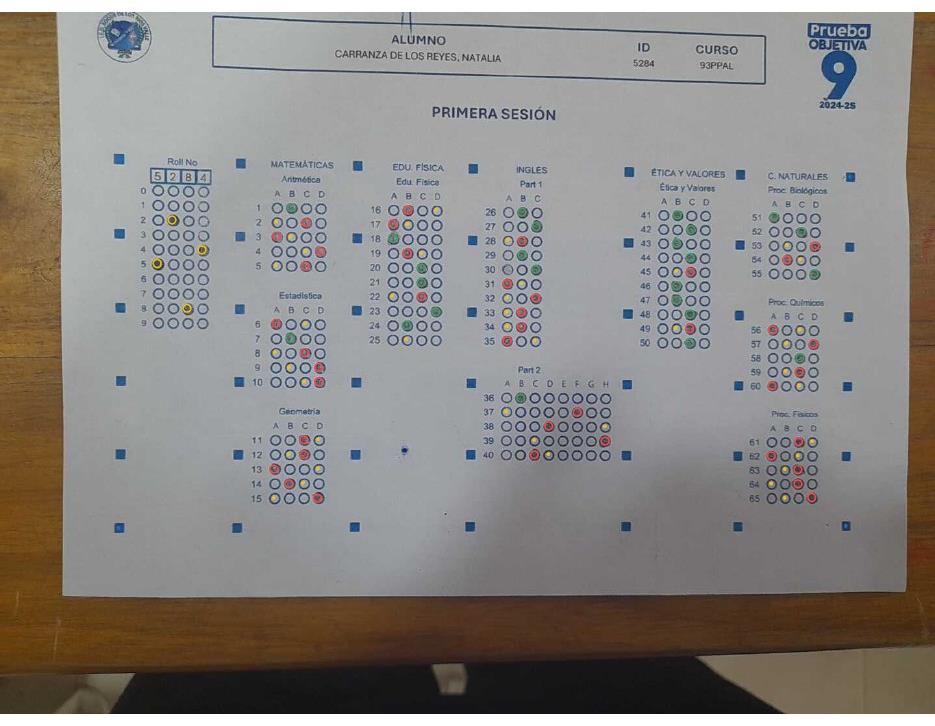 ALUMNO
CARRANZA DE LOS REYES, NATALIA
ID
5284
CURSO
93PPAL
Prueba
OBJETIVA
9
2024-25
PRIMERA SESIÓN
Roll No
5 2 8 4
0
1
2
3
4
5
6
7
8
9
MATEMÁTICAS
Aritmética
A B C D
1
2
3
4
5
Estadística
A B C D
6
7
8
9
10
Geometría
A B C D
11
12
13
14
15
EDU. FÍSICA
Edu. Física
A B C D
16
17
18
19
20
21
22
23
24
25
INGLES
Part 1
A B C
26
27
28
29
30
31
32
33
34
35
Part 2
A B C D E F G H
36
37
38
39
40
ÉTICA Y VALORES
Ética y Valores
A B C D
41
42
43
44
45
46
47
48
49
50
C. NATURALES
Proc. Biológicos
A B C D
51
52
53
54
55
Proc. Químicos
A B C D
56
57
58
59
60
Proc. Físicos
A B C D
61
62
63
64
65